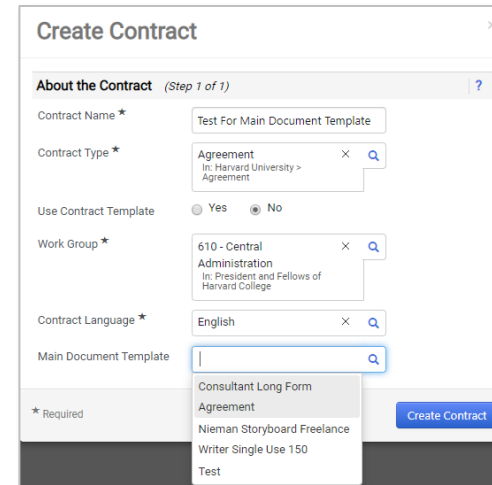 Create Contract
×
About the Contract (Step 1 of 1) ?
Contract Name ★ Test For Main Document Template
Contract Type ★ Agreement ×
In: Harvard University >
Agreement
Use Contract Template Yes No
Work Group ★ 610 - Central ×
Administration
In: President and Fellows of
Harvard College
Contract Language ★ English ×
Main Document Template
Consultant Long Form
Agreement
★ Required Nieman Storyboard Freelance Create Contract
Writer Single Use 150
Test